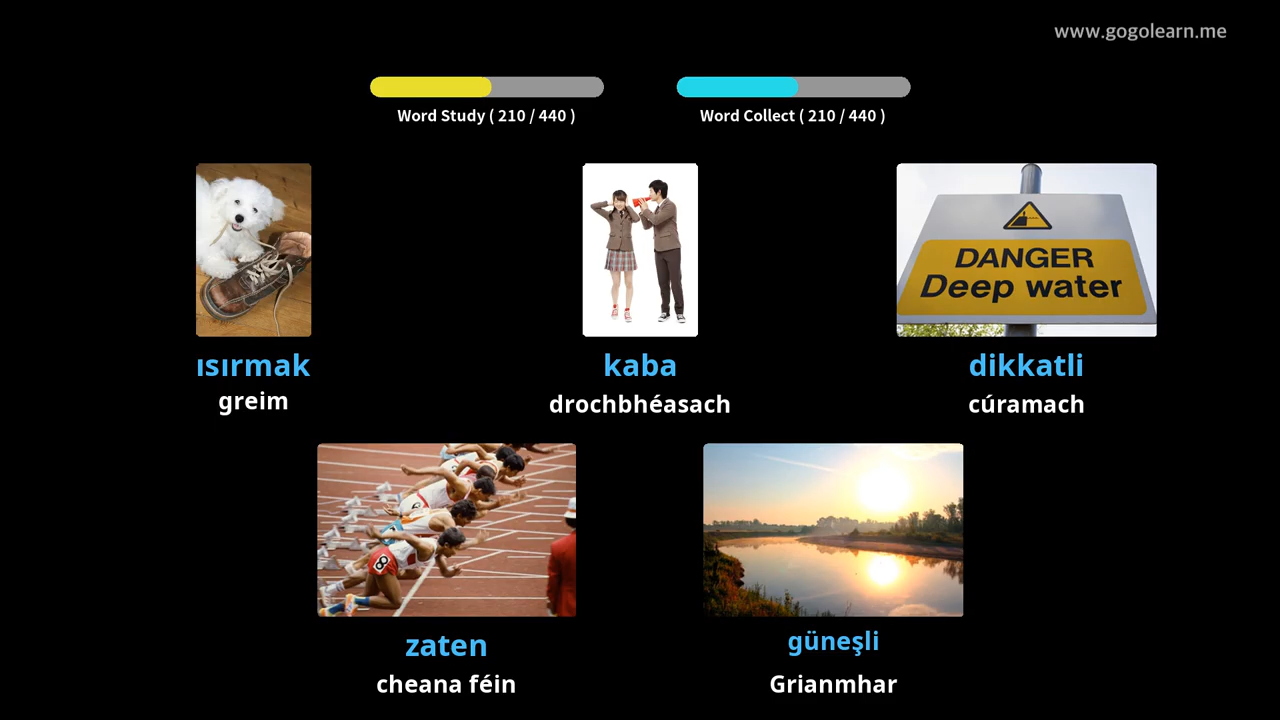 www.gogolearn.me
Word Study ( 210 / 440 )
Word Collect ( 210 / 440 )
DANGER
Deep water
ısırmak
greim
kaba
drochbhéasach
dikkatli
cúramach
8
zaten
cheana féin
güneşli
Grianmhar